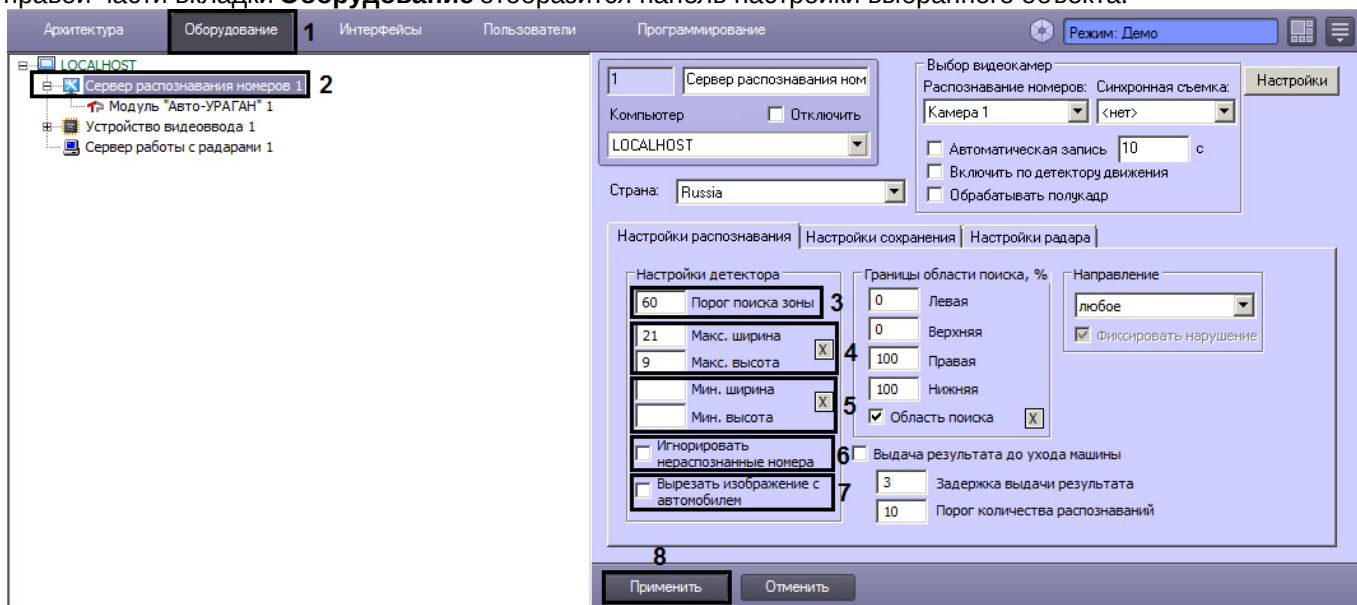 правой части вкладки Оборудование отобразится панель настройки выбранного объекта.
Архитектура Оборудование 1 Интерфейсы Пользователи Программирование Режим: Демо
LOCALHOST
Сервер распознавания номеров 1 2
Модуль "Авто-УРАГАН" 1
Устройство видеоввода 1
Сервер работы с радарами 1
1 Сервер распознавания ном
Компьютер Отключить
LOCALHOST
Страна: Russia
Выбор видеокамер
Распознавание номеров: Синхронная съемка:
Камера 1 <нет>
Автоматическая запись 10 с
Включить по детектору движения
Обрабатывать полукадр
Настройки
Настройки распознавания Настройки сохранения Настройки радара
Настройки детектора
60 Порог поиска зоны 3
21 Макс. ширина
9 Макс. высота X 4
Мин. ширина
Мин. высота X 5
Игнорировать
нераспознанные номера 6
Вырезать изображение с
автомобилем 7
Границы области поиска, %
0 Левая
0 Верхняя
100 Правая
100 Нижняя
Область поиска X
Направление
любое
Фиксировать нарушение
Выдача результата до ухода машины
3 Задержка выдачи результата
10 Порог количества распознаваний
8
Применить Отменить